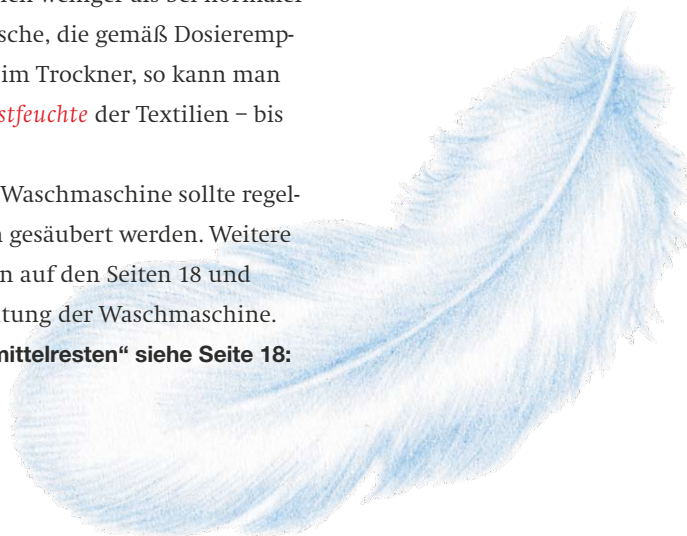 weniger als bei normaler
sche, die gemäß Dosieremp-
im Trockner, so kann man
stfeuchte der Textilien – bis
Waschmaschine sollte regel-
gesäubert werden. Weitere
n auf den Seiten 18 und
tung der Waschmaschine.
mittelresten“ siehe Seite 18: